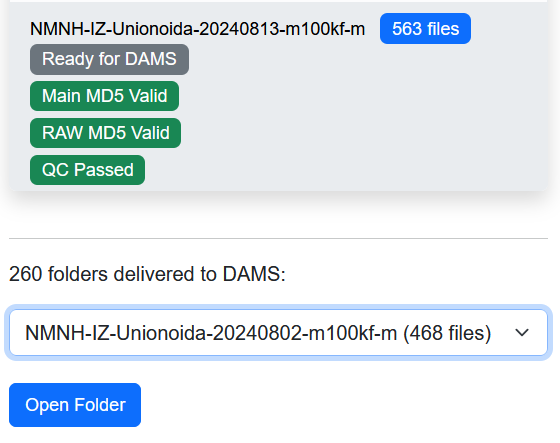 NMNH-IZ-Unionoida-20240813-m100kf-m 563 files
Ready for DAMS
Main MD5 Valid
RAW MD5 Valid
QC Passed
260 folders delivered to DAMS:
NMNH-IZ-Unionoida-20240802-m100kf-m (468 files)
Open Folder